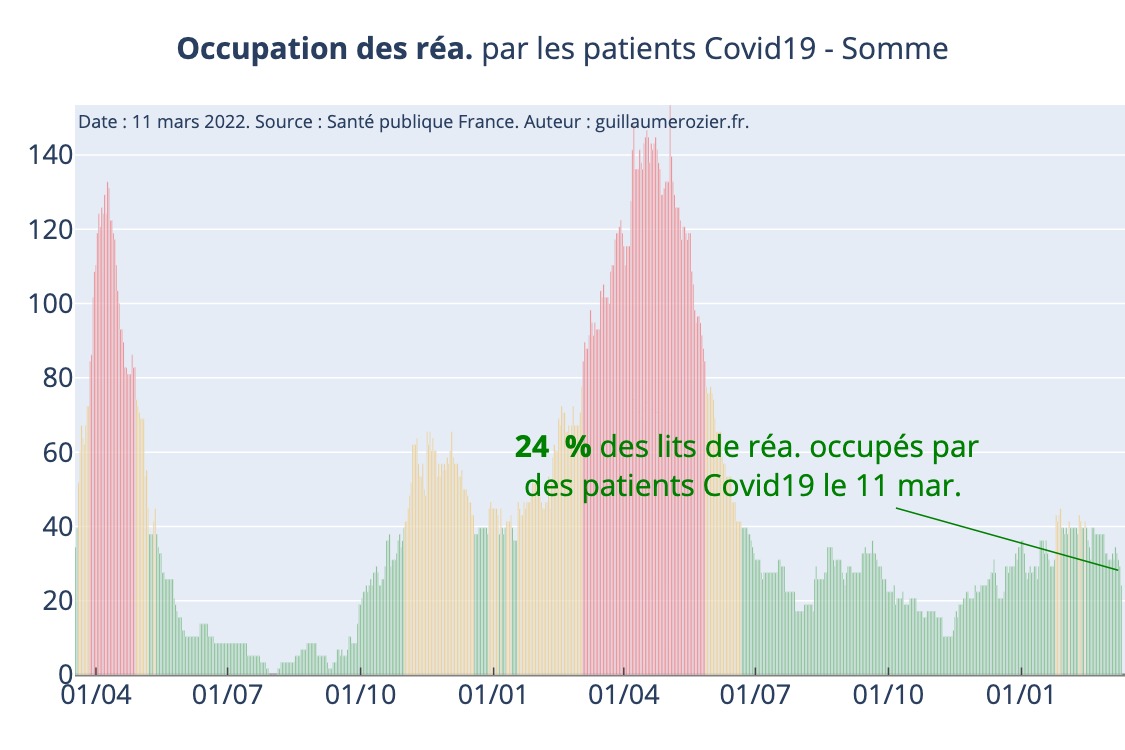 Occupation des réa. par les patients Covid19 - Somme
Date : 11 mars 2022. Source : Santé publique France. Auteur : guillaumerozier.fr.
140
120
100
80
60
40
20
0
24 % des lits de réa. occupés par
des patients Covid19 le 11 mar.
01/04 01/07 01/10 01/01 01/04 01/07 01/10 01/01